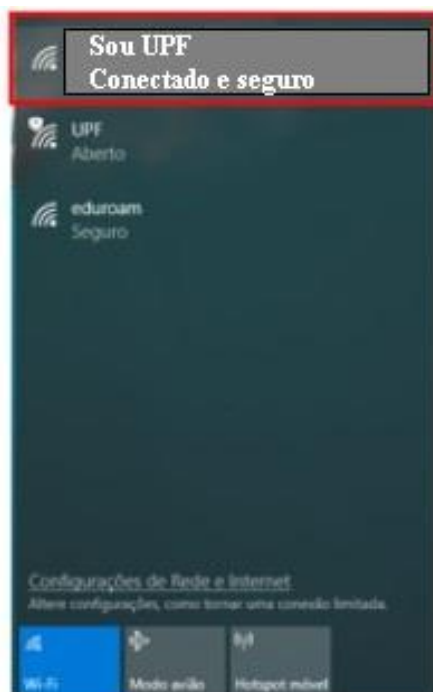 Sou UPF
Conectado e seguro
UPF
Aberto
eduroam
Seguro
Configurações de Rede e Internet
Altere configurações, como tornar uma conexão limitada.
Wi-Fi
Modo avião
Hotspot móvel